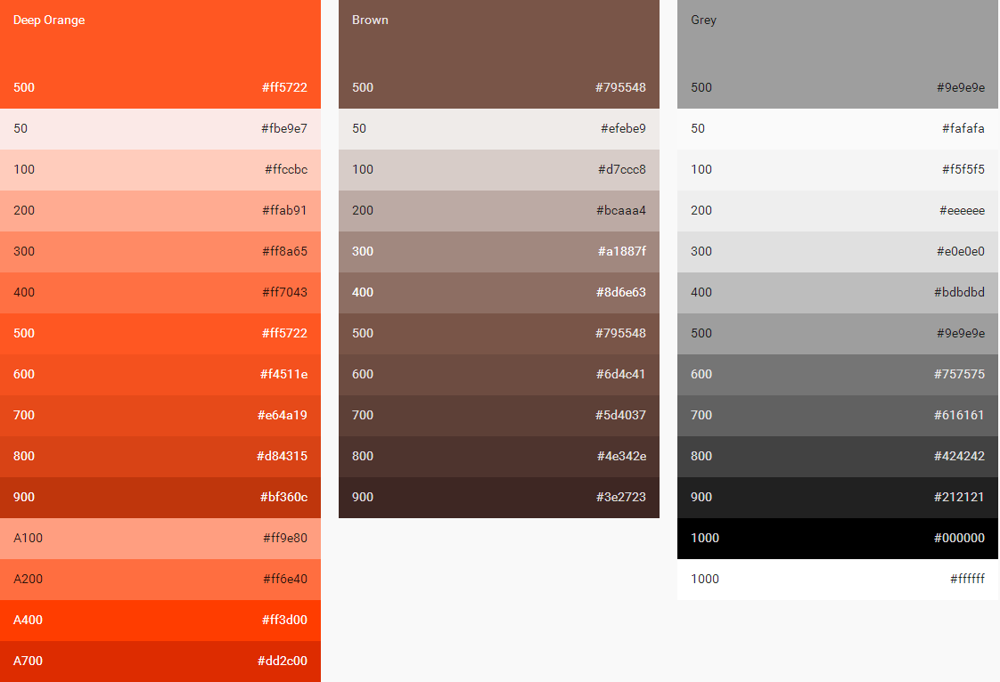 Deep Orange
500 #ff5722
50 #fbe9e7
100 #ffccbc
200 #ffab91
300 #ff8a65
400 #ff7043
500 #ff5722
600 #f4511e
700 #e64a19
800 #d84315
900 #bf360c
A100 #ff9e80
A200 #ff6e40
A400 #ff3d00
A700 #dd2c00
Brown
500 #795548
50 #efebe9
100 #d7ccc8
200 #bcaaa4
300 #a1887f
400 #8d6e63
500 #795548
600 #6d4c41
700 #5d4037
800 #4e342e
900 #3e2723
Grey
500 #9e9e9e
50 #fafafa
100 #f5f5f5
200 #eeeeee
300 #e0e0e0
400 #bdbdbd
500 #9e9e9e
600 #757575
700 #616161
800 #424242
900 #212121
1000 #000000
1000 #ffffff